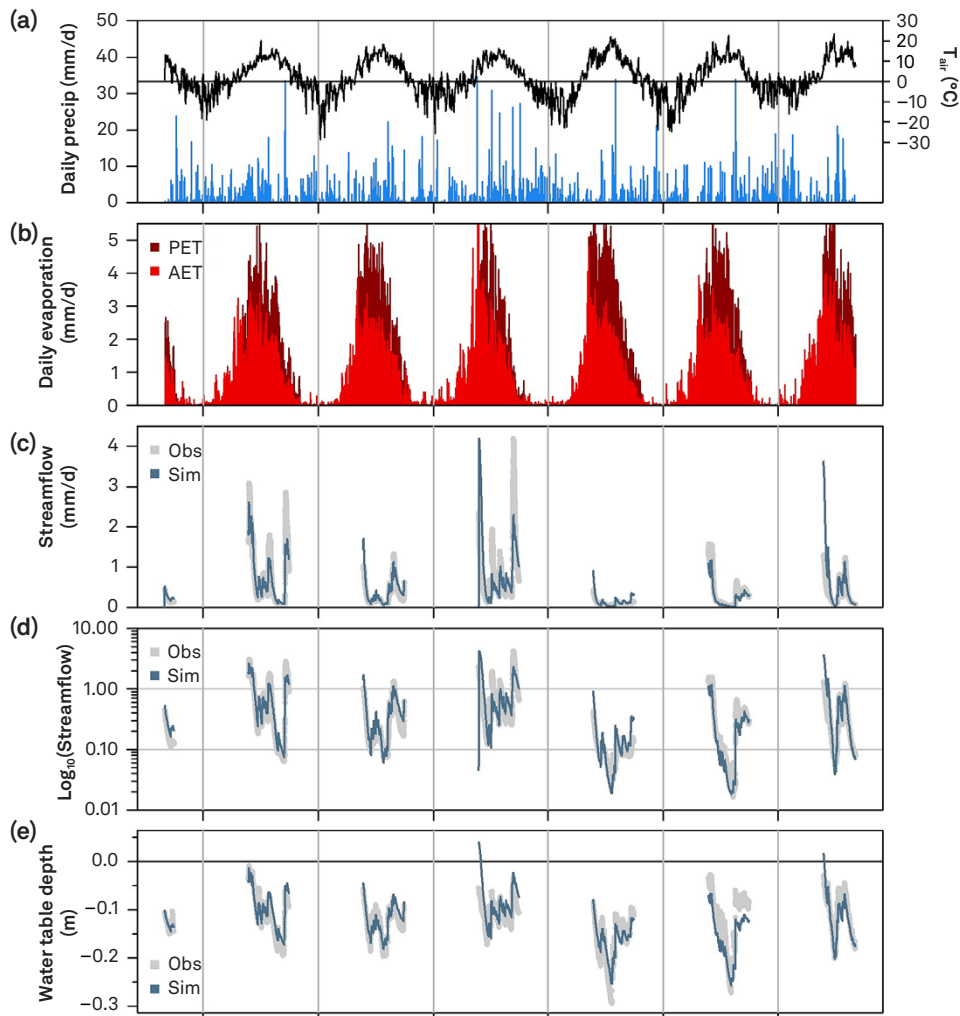 (a)
Daily precip (mm/d)
50
40
30
20
10
0
30
20
10
0
−10
−20
−30
Tair (°C)
(b)
Daily evaporation
(mm/d)
5
4
3
2
1
0
PET
AET
(c)
Streamflow
(mm/d)
4
3
2
1
0
Obs
Sim
(d)
Log₁₀(Streamflow)
10.00
1.00
0.10
0.01
Obs
Sim
(e)
Water table depth
(m)
0.0
−0.1
−0.2
−0.3
Obs
Sim